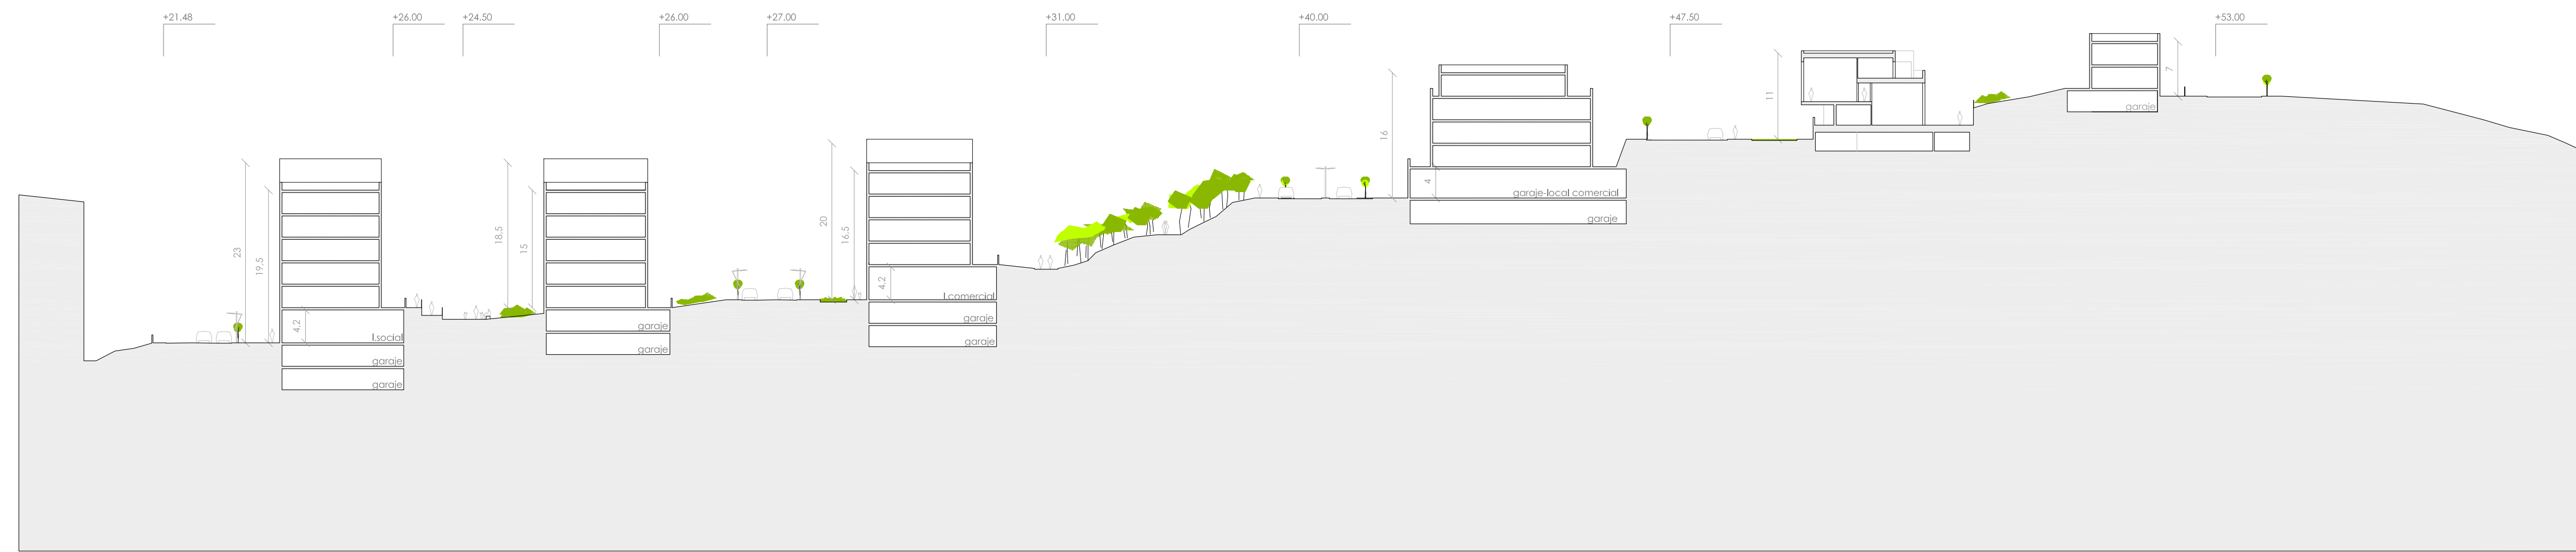 +21.48
+26.00
+24.50
+26.00
+27.00
+31.00
+40.00
+47.50
+53.00
23
19,5
4,2
l.social
garaje
garaje
18.5
15
garaje
garaje
20
16.5
4,2
l.comercial
garaje
garaje
16
4
garaje-local comercial
garaje
11
7
garaje